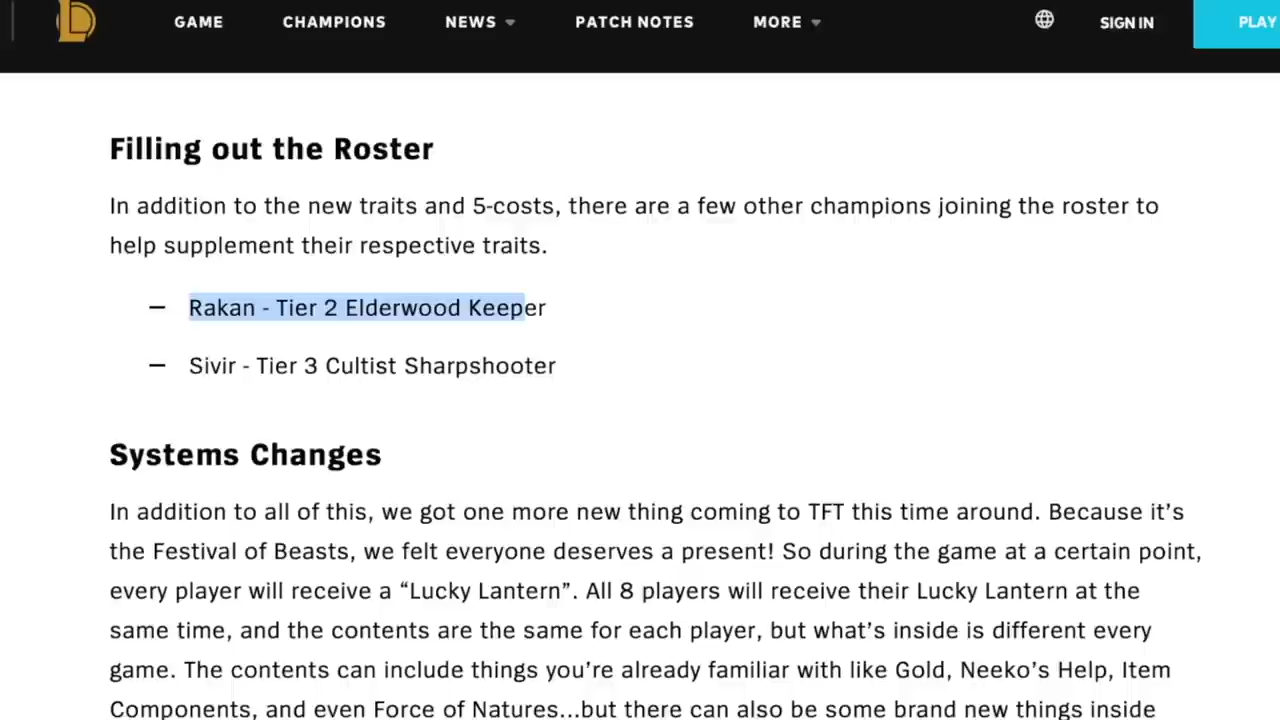 GAME CHAMPIONS NEWS PATCH NOTES MORE SIGN IN PLAY
Filling out the Roster
In addition to the new traits and 5-costs, there are a few other champions joining the roster to
help supplement their respective traits.
— Rakan - Tier 2 Elderwood Keeper
— Sivir - Tier 3 Cultist Sharpshooter
Systems Changes
In addition to all of this, we got one more new thing coming to TFT this time around. Because it’s
the Festival of Beasts, we felt everyone deserves a present! So during the game at a certain point,
every player will receive a “Lucky Lantern”. All 8 players will receive their Lucky Lantern at the
same time, and the contents are the same for each player, but what’s inside is different every
game. The contents can include things you’re already familiar with like Gold, Neeko’s Help, Item
Components, and even Force of Natures...but there can also be some brand new things inside